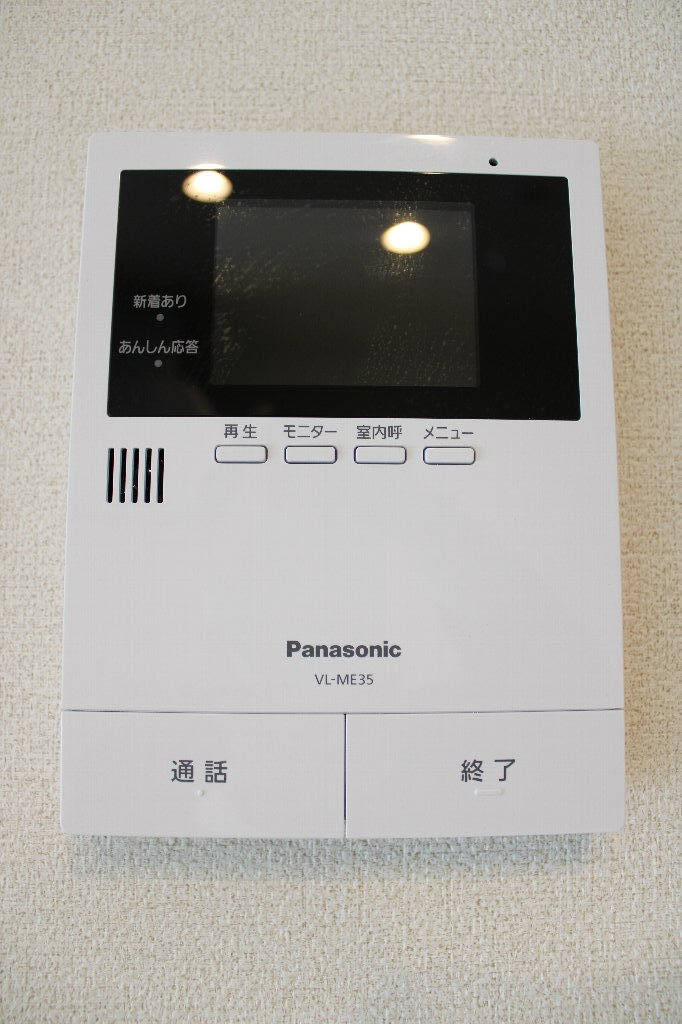 新着あり
あんしん応答
再生 モニター 室内呼 メニュー
Panasonic
VL-ME35
通話 終了